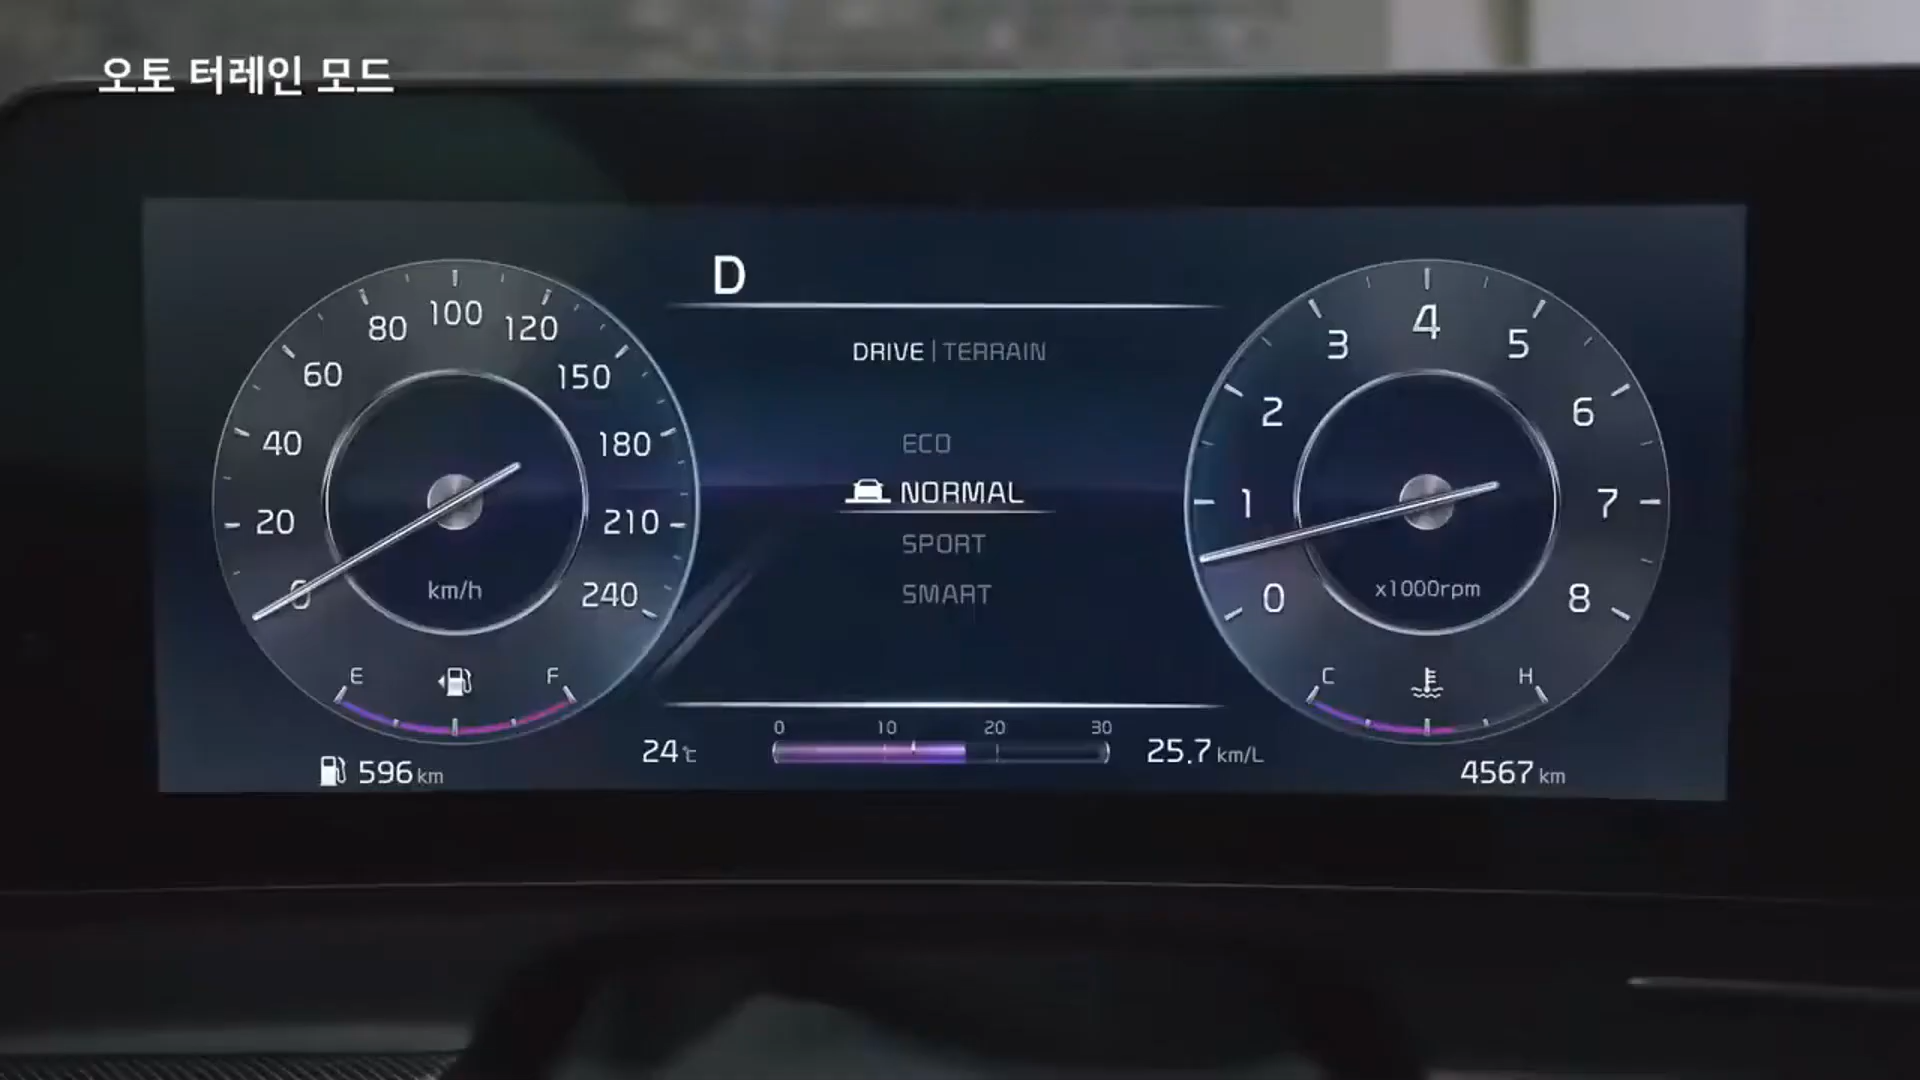 오토 터레인 모드
D
DRIVE | TERRAIN
ECO
NORMAL
SPORT
SMART
0
20
40
60
80
100
120
150
180
210
240
km/h
E
F
596 km
24℃
0 10 20 30
25.7 km/L
0
1
2
3
4
5
6
7
8
x1000rpm
C
H
4567 km